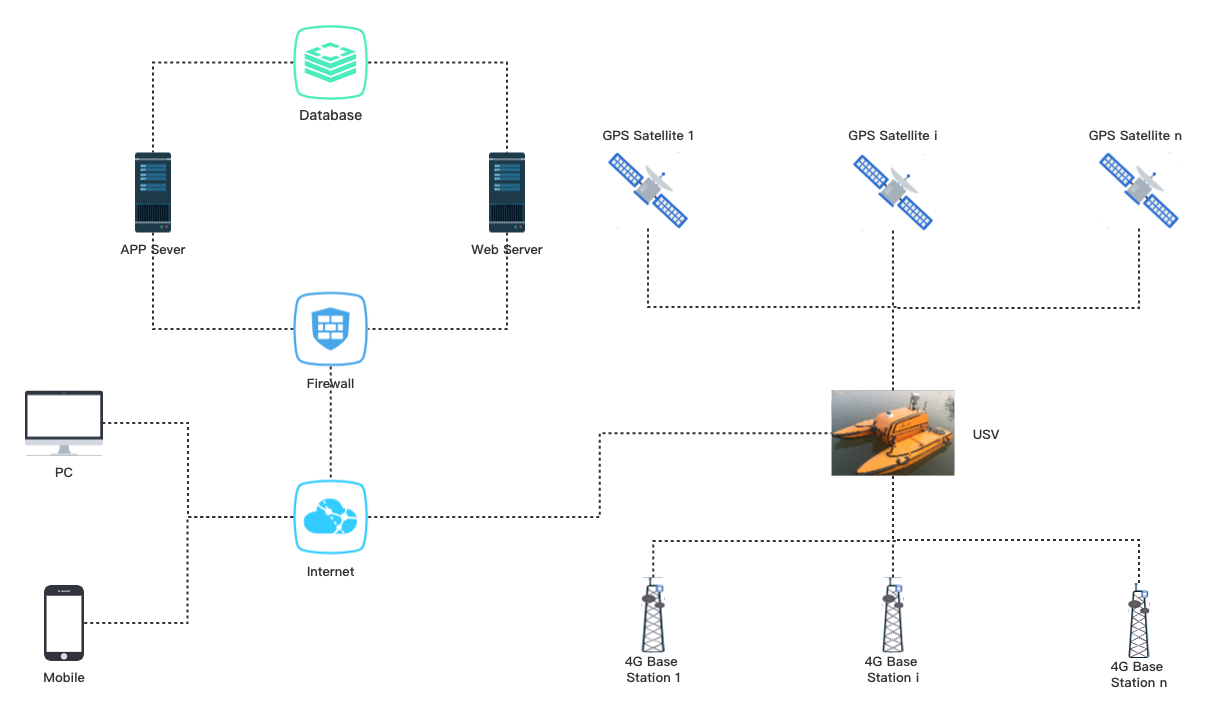 Database
GPS Satellite 1
GPS Satellite i
GPS Satellite n
APP Sever
Web Server
Firewall
USV
PC
Internet
4G Base
Station 1
4G Base
Station i
4G Base
Station n
Mobile